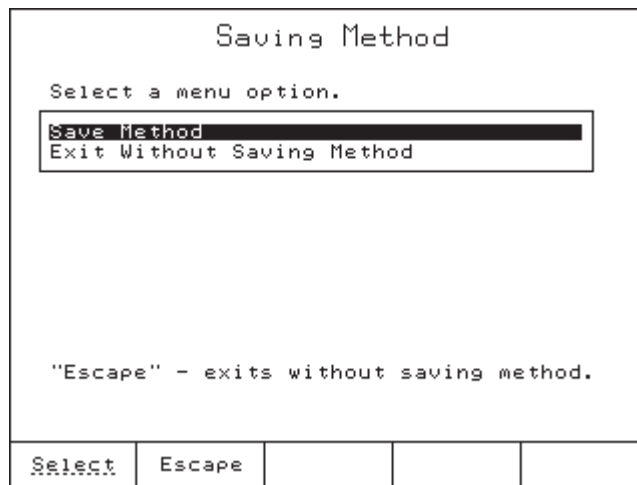 Saving Method
Select a menu option.
Save Method
Exit Without Saving Method
"Escape" - exits without saving method.
Select Escape